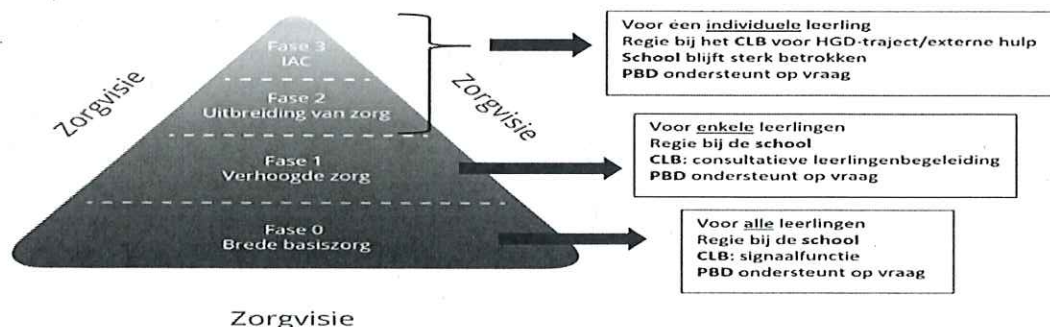 Fase 3
IAC
Fase 2
Uitbreiding van zorg
Fase 1
Verhoogde zorg
Fase 0
Brede basiszorg
Zorgvisie
Zorgvisie
Zorgvisie
Voor een individuele leerling
Regie bij het CLB voor HGD-traject/externe hulp
School blijft sterk betrokken
PBD ondersteunt op vraag
Voor enkele leerlingen
Regie bij de school
CLB: consultatieve leerlingenbegeleiding
PBD ondersteunt op vraag
Voor alle leerlingen
Regie bij de school
CLB: signaalfunctie
PBD ondersteunt op vraag